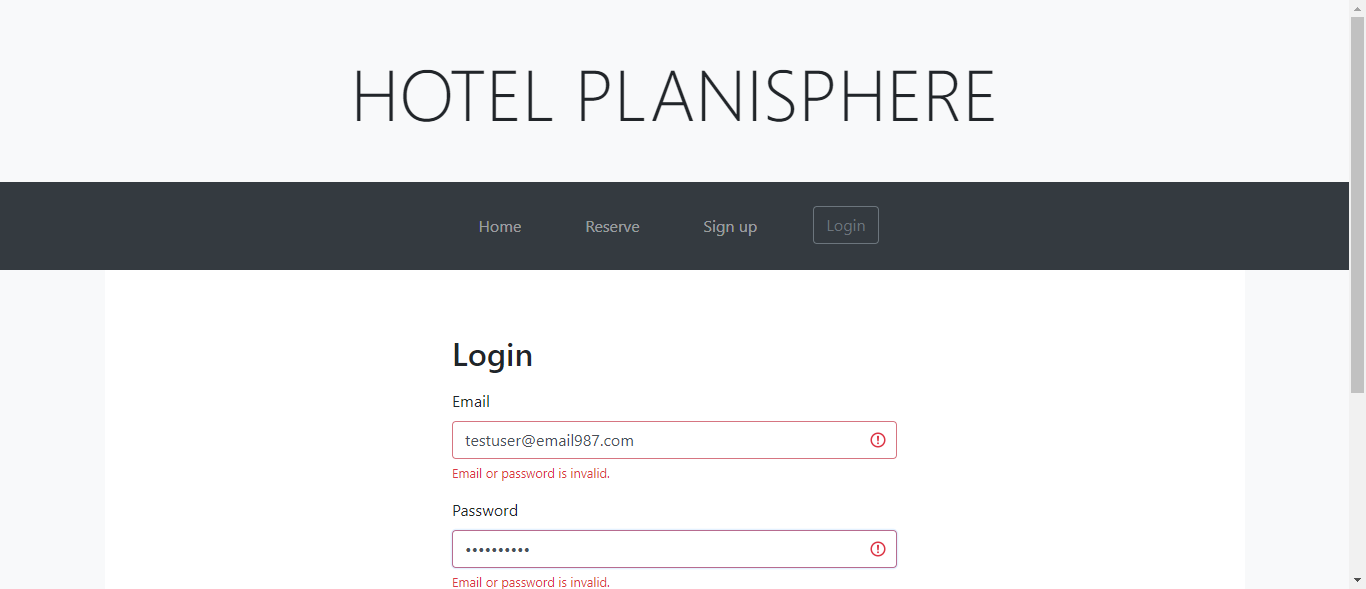 HOTEL PLANISPHERE
Home Reserve Sign up Login
Login
Email
testuser@email987.com
Email or password is invalid.
Password
••••••••••
Email or password is invalid.